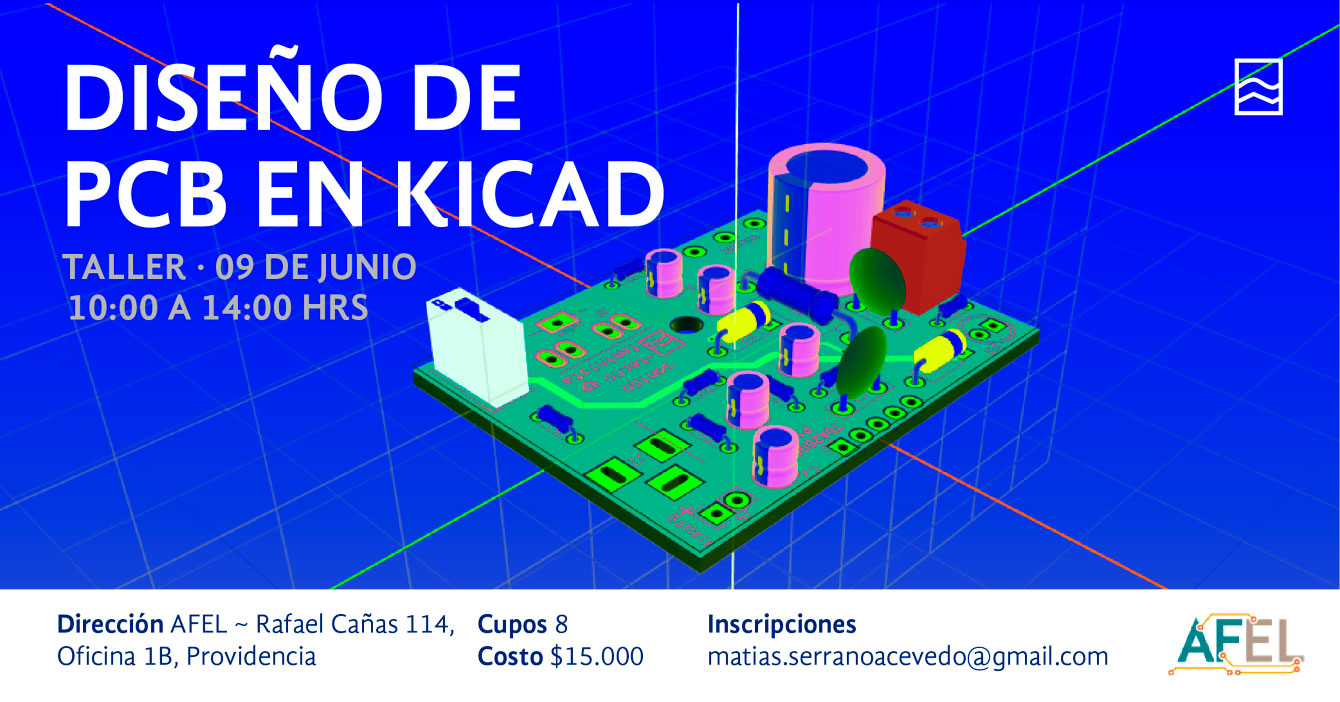 DISEÑO DE
PCB EN KICAD
TALLER · 09 DE JUNIO
10:00 A 14:00 HRS
Dirección AFEL ~ Rafael Cañas 114,
Oficina 1B, Providencia
Cupos 8
Costo $15.000
Inscripciones
matias.serranoacevedo@gmail.com
AFEL